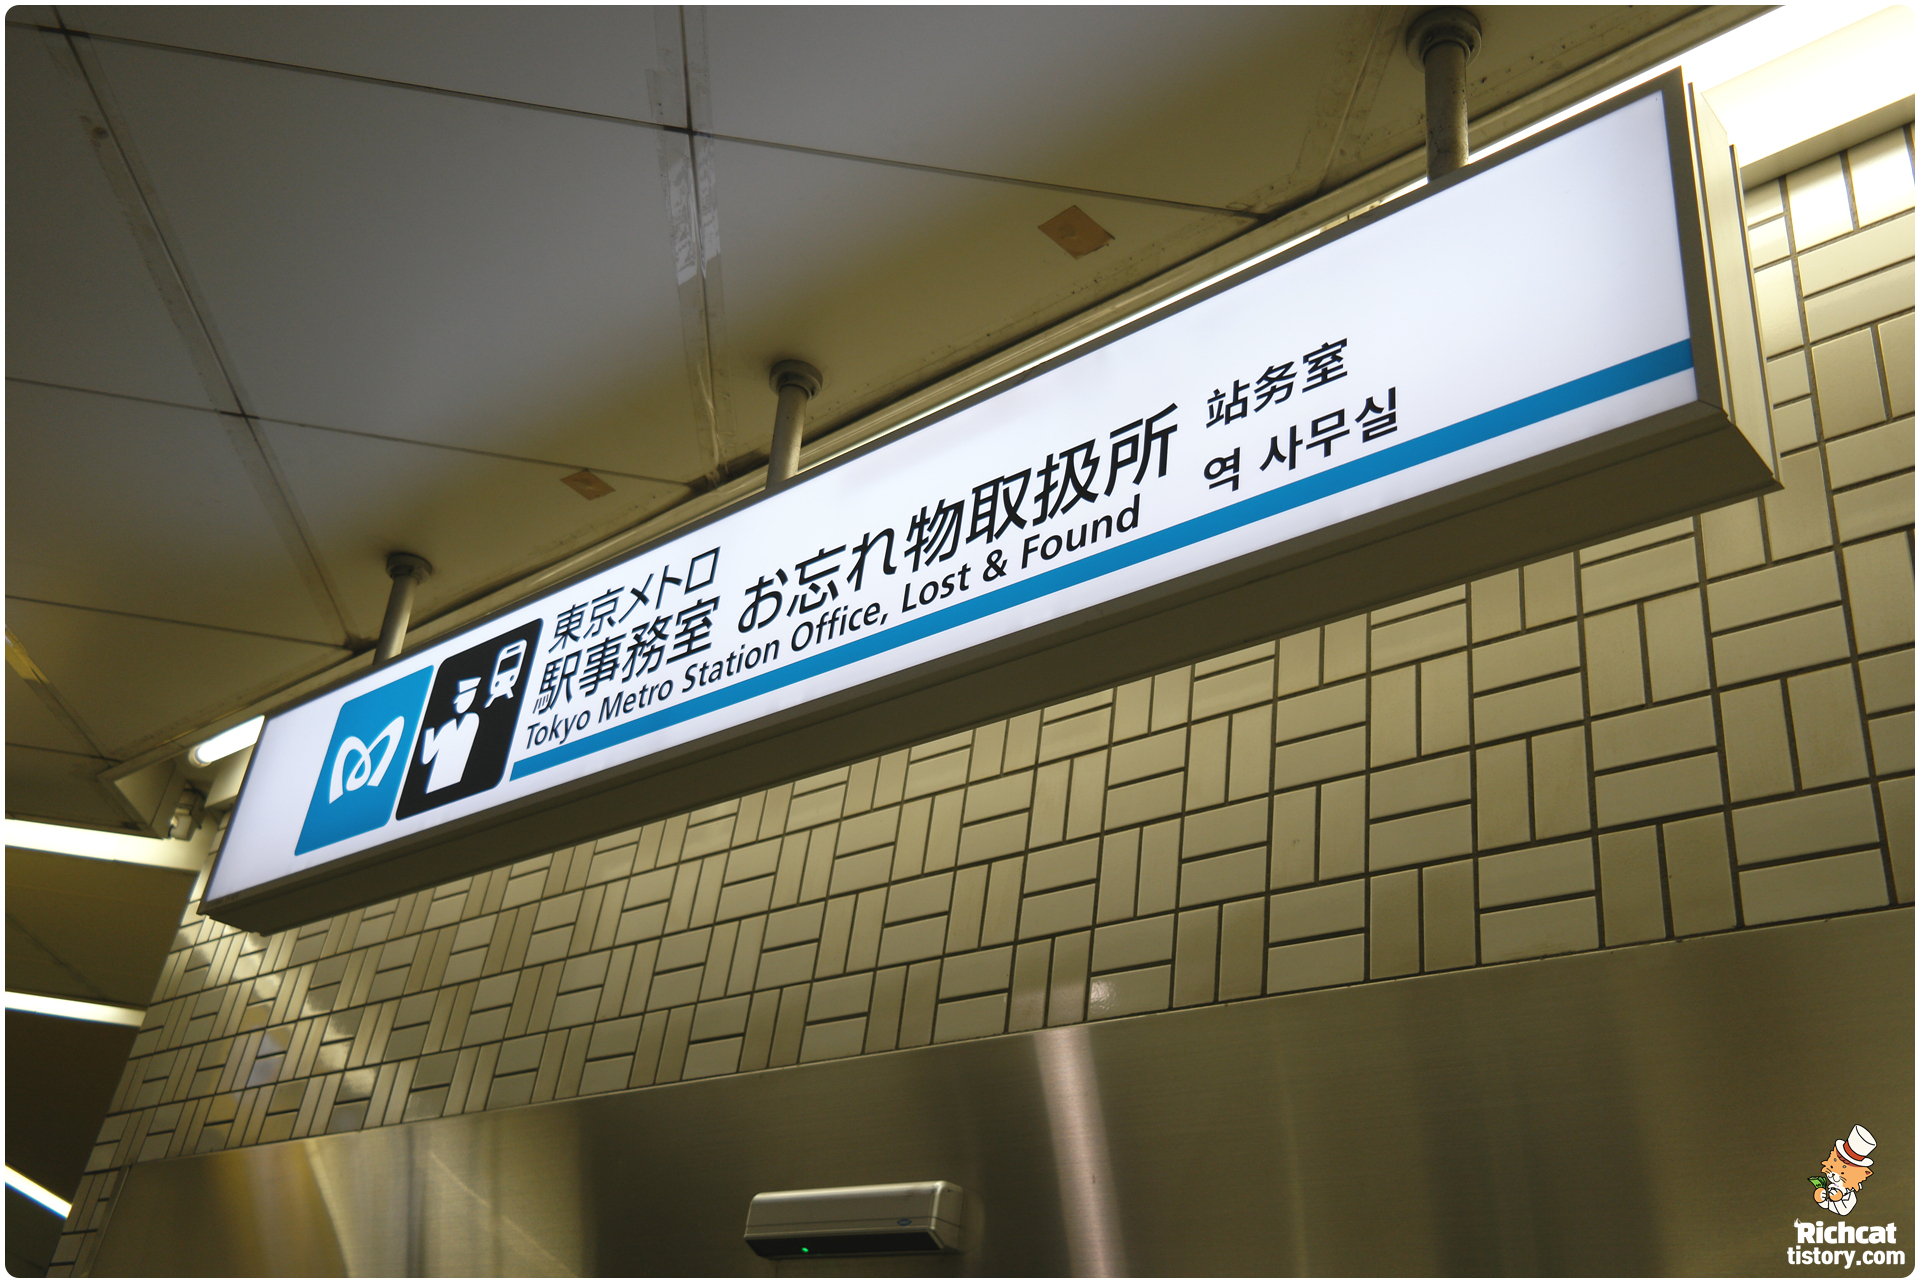 東京メトロ
駅事務室 お忘れ物取扱所
Tokyo Metro Station Office, Lost & Found
站务室
역 사무실
Richcat
tistory.com